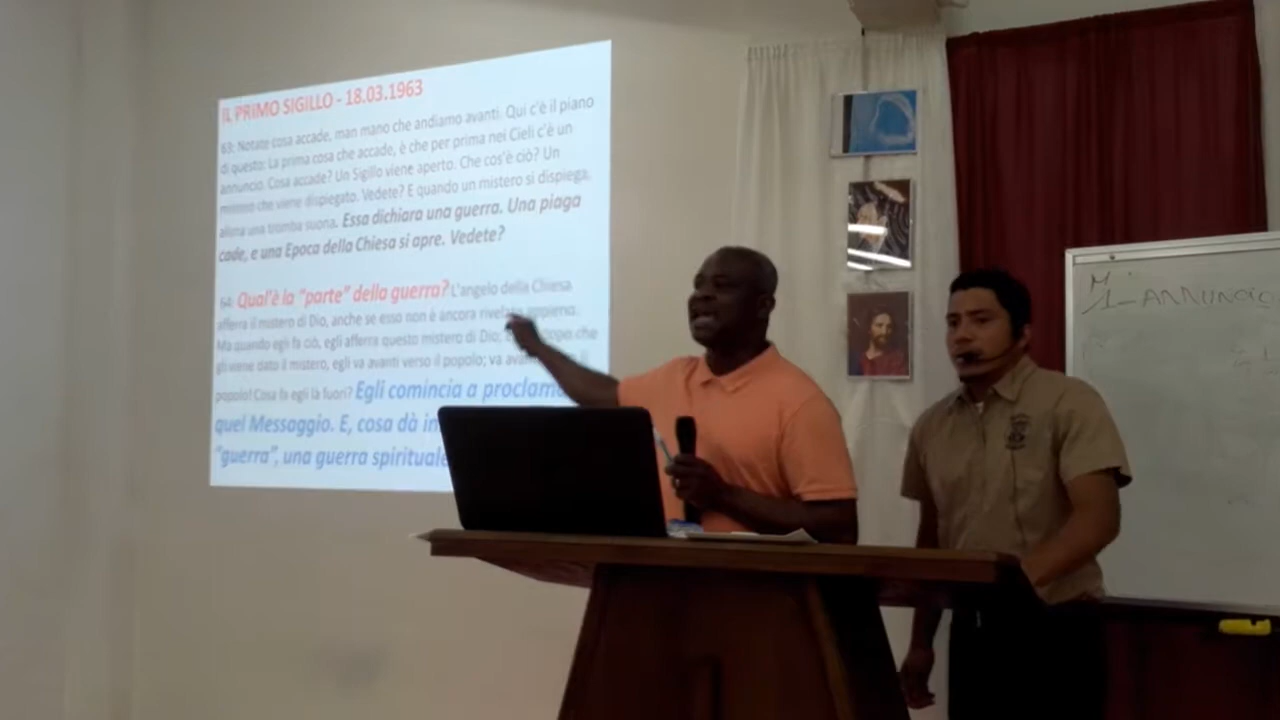 IL PRIMO SIGILLO - 18.03.1963
63: Notate cosa accade, man mano che andiamo avanti. Qui c'è il piano
di questo: La prima cosa che accade, è che per prima nei Cieli c'è un
annuncio. Cosa accade? Un Sigillo viene aperto. Che cos'è ciò? Un
mistero che viene dispiegato. Vedete? E quando un mistero si dispiega,
allora una tromba suona. Essa dichiara una guerra. Una piaga
cade, e una Epoca della Chiesa si apre. Vedete?
64: Qual'è la "parte" della guerra? L'angelo della Chiesa
afferra il mistero di Dio, anche se esso non è ancora rivelato appieno.
Ma quando egli fa ciò, egli afferra questo mistero di Dio; dopo che
gli viene dato il mistero, egli va avanti verso il popolo; va
popolo! Cosa fa egli là fuori? Egli comincia a
quel Messaggio. E, cosa dà
"guerra", una guerra spirituale
1-ANNUNCIO